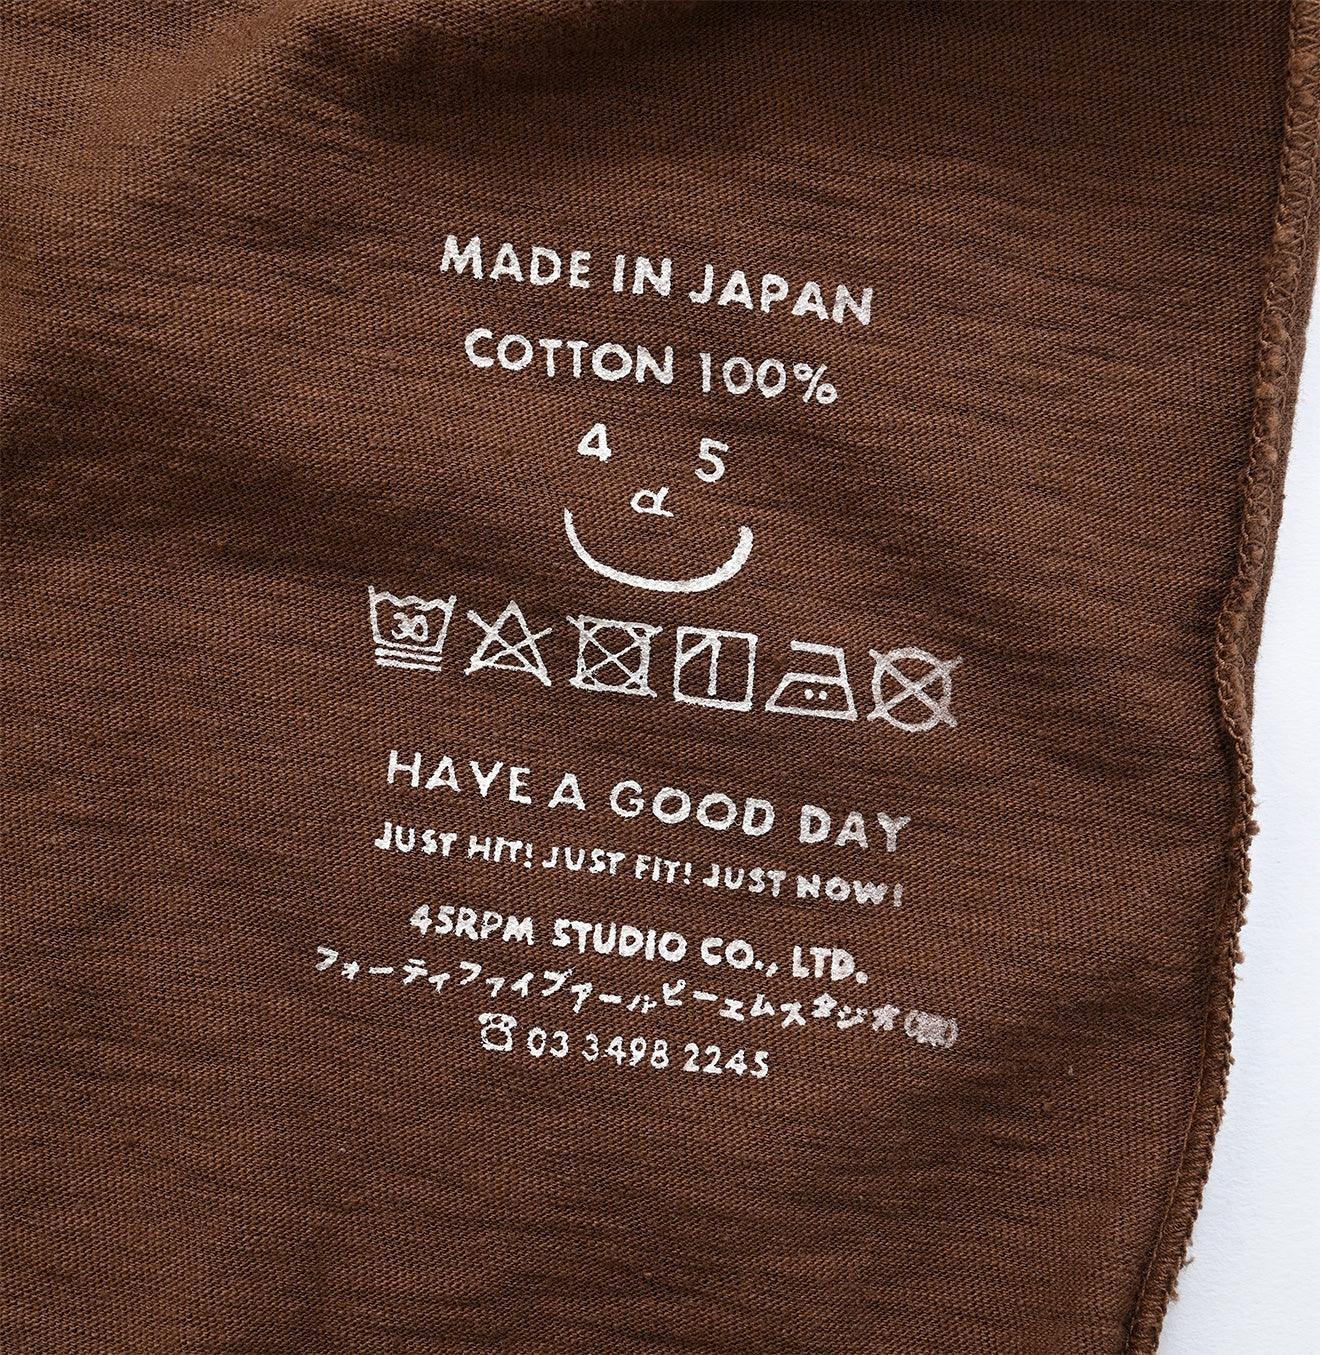 MADE IN JAPAN
COTTON 100%
4 5
d
30
HAVE A GOOD DAY
JUST HIT! JUST FIT! JUST NOW!
45RPM STUDIO CO., LTD.
フォーティファイブアールピーエムスタジオ(株)
☎ 03 3498 2245